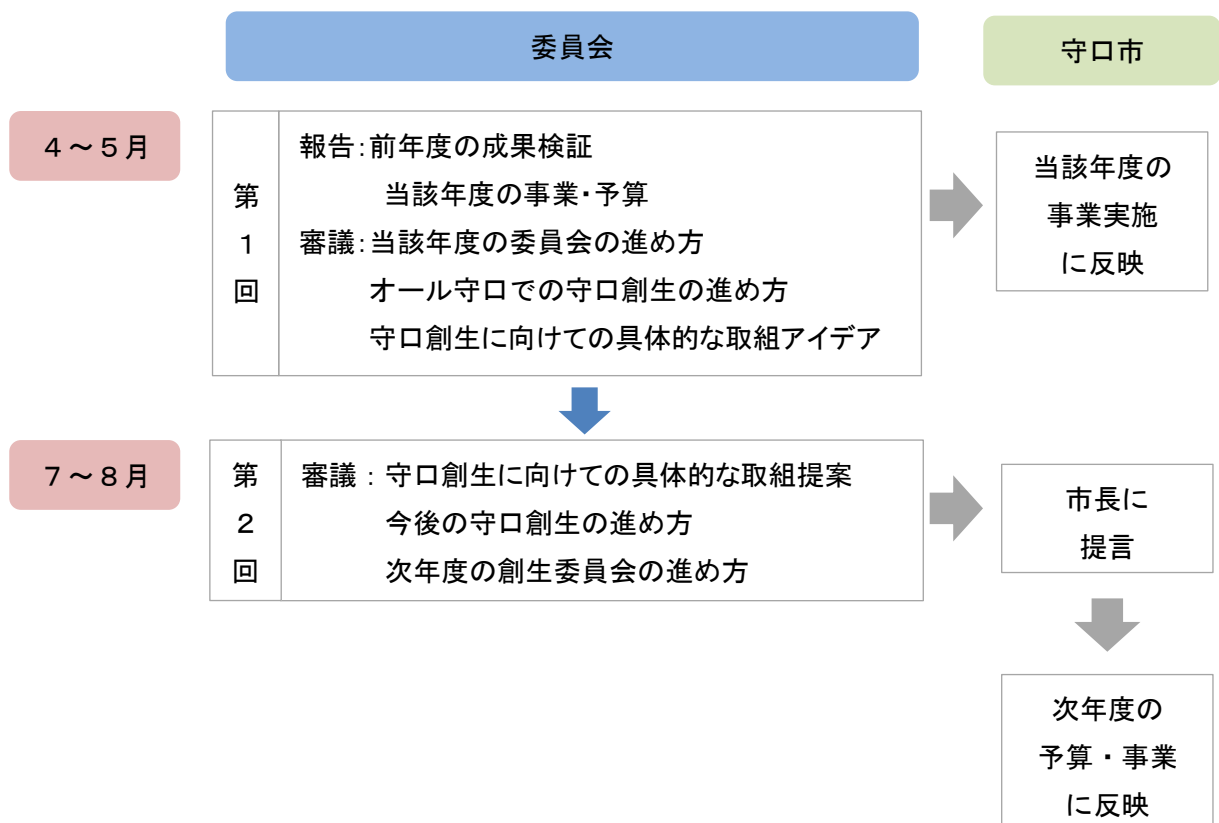 委員会
守口市
4～5月
第
1
回
報告：前年度の成果検証
当該年度の事業・予算
審議：当該年度の委員会の進め方
オール守口での守口創生の進め方
守口創生に向けての具体的な取組アイデア
当該年度の
事業実施
に反映
7～8月
第
2
回
審議：守口創生に向けての具体的な取組提案
今後の守口創生の進め方
次年度の創生委員会の進め方
市長に
提言
次年度の
予算・事業
に反映